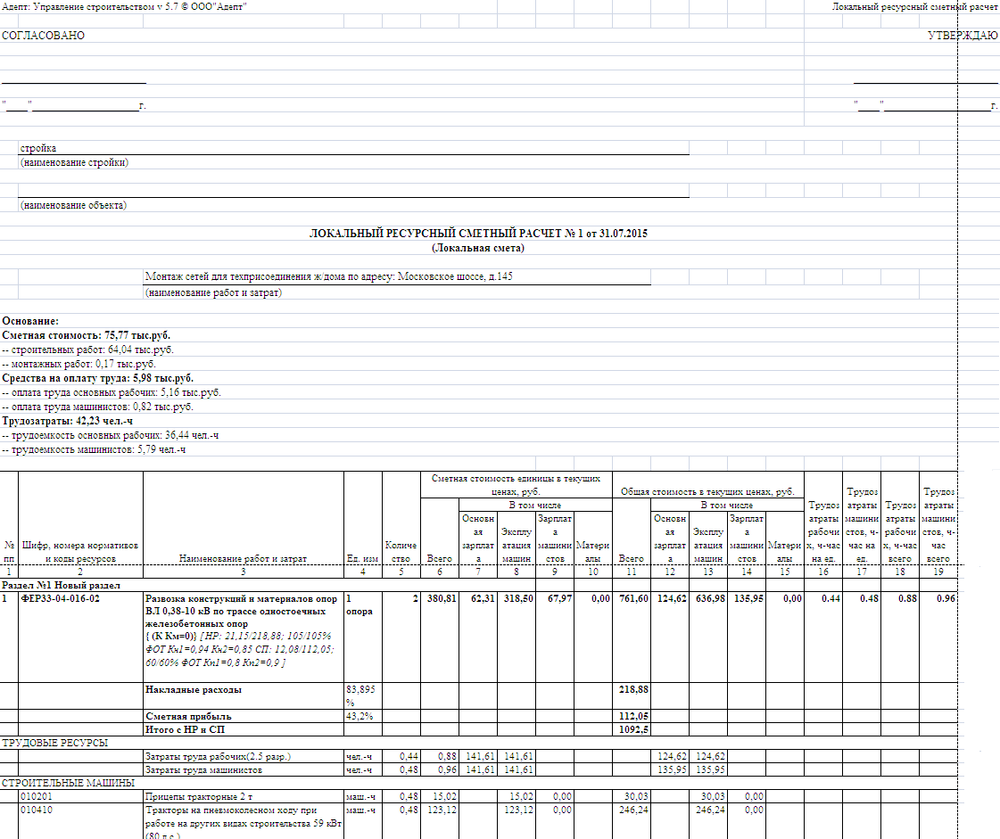 Адепт: Управление строительством v 5.7 © ООО"Адепт" Локальный ресурсный сметный расчет
СОГЛАСОВАНО УТВЕРЖДАЮ
"____"____________________г. "____"____________________г.
стройка
(наименование стройки)
(наименование объекта)
ЛОКАЛЬНЫЙ РЕСУРСНЫЙ СМЕТНЫЙ РАСЧЕТ № 1 от 31.07.2015
(Локальная смета)
Монтаж сетей для техприсоединения ж/дома по адресу: Московское шоссе, д.145
(наименование работ и затрат)
Основание:
Сметная стоимость: 75,77 тыс.руб.
-- строительных работ: 64,04 тыс.руб.
-- монтажных работ: 0,17 тыс.руб.
Средства на оплату труда: 5,98 тыс.руб.
-- оплата труда основных рабочих: 5,16 тыс.руб.
-- оплата труда машинистов: 0,82 тыс.руб.
Трудозатраты: 42,23 чел.-ч
-- трудоемкость основных рабочих: 36,44 чел.-ч
-- трудоемкость машинистов: 5,79 чел.-ч
№ пп
Шифр, номера нормативов и коды ресурсов
Наименование работ и затрат
Ед. изм
Количе ство
Сметная стоимость единицы в текущих ценах, руб.
Всего
В том числе
Основн ая зарплат а
Эксплу атация машин
Зарплат а машини стов
Матери алы
Общая стоимость в текущих ценах, руб.
Всего
В том числе
Основн ая зарплат а
Эксплу атация машин
Зарплат а машини стов
Матери алы
Трудоз атраты рабочи х, ч-час на ед.
Трудоз атраты машини стов, ч-час на ед.
Трудоз атраты рабочи х, ч-час всего
Трудоз атраты машини стов, ч-час всего
1 2 3 4 5 6 7 8 9 10 11 12 13 14 15 16 17 18 19
Раздел №1 Новый раздел
1 ФЕР33-04-016-02 Развозка конструкций и материалов опор 1 2 380,81 62,31 318,50 67,97 0,00 761,60 124,62 636,98 135,95 0,00 0.44 0.48 0.88 0.96
ВЛ 0,38-10 кВ по трассе одностоечных опора
железобетонных опор
{ (К Км=0)} [ НР: 21,15/218,88; 105/105%
ФОТ Кн1=0,94 Кн2=0,85 СП: 12,08/112,05;
60/60% ФОТ Кп1=0,8 Кп2=0,9 ]
Накладные расходы 83,895 218,88
%
Сметная прибыль 43,2% 112,05
Итого с НР и СП 1092,5
ТРУДОВЫЕ РЕСУРСЫ
Затраты труда рабочих(2.5 разр.) чел.-ч 0,44 0,88 141,61 141,61 124,62 124,62
Затраты труда машинистов чел.-ч 0,48 0,96 141,61 141,61 135,95 135,95
СТРОИТЕЛЬНЫЕ МАШИНЫ
010201 Прицепы тракторные 2 т маш.-ч 0,48 15,02 15,02 0,00 30,03 30,03 0,00
010410 Тракторы на пневмоколесном ходу при маш.-ч 0,48 123,12 123,12 0,00 246,24 246,24 0,00
работе на других видах строительства 59 кВт
(80 л.с.)